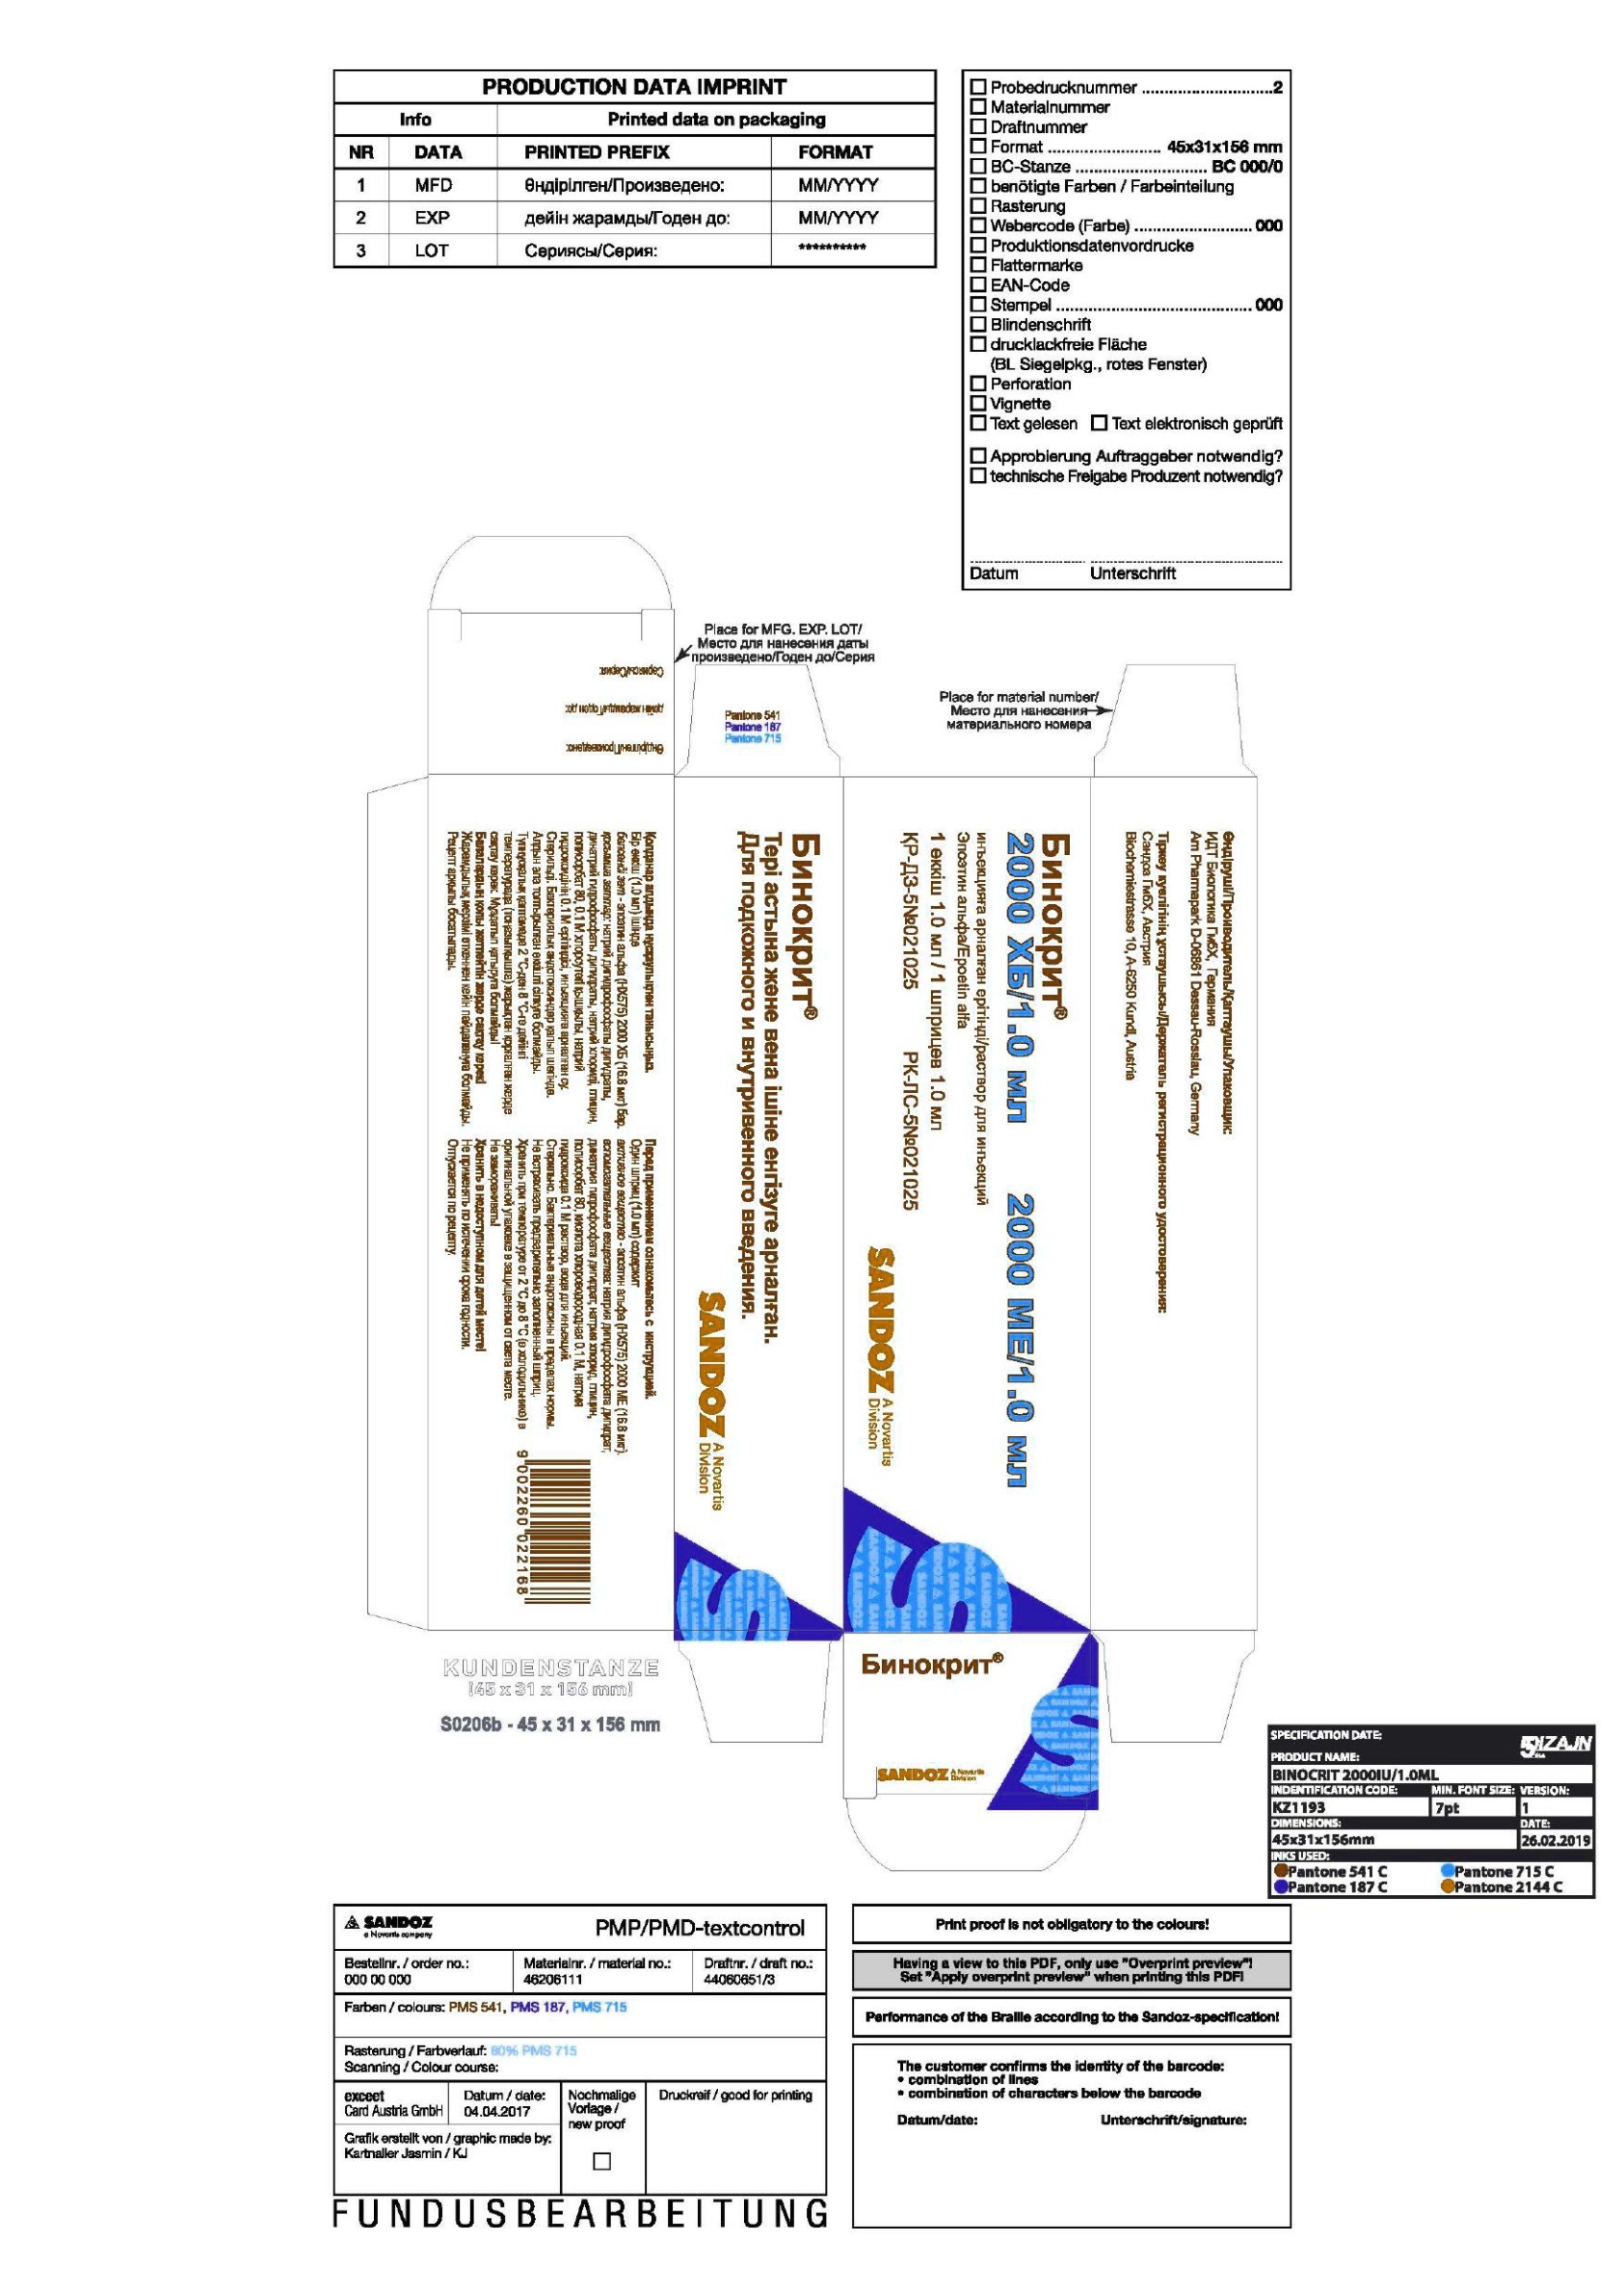 PRODUCTION DATA IMPRINT
Info Printed data on packaging
NR DATA PRINTED PREFIX FORMAT
1 MFD Өндірілген/Произведено: MM/YYYY
2 EXP дейін жарамды/Годен до: MM/YYYY
3 LOT Сериясы/Серия: **********
Probedrucknummer .............................2
Materialnummer
Draftnummer
Format ......................... 45x31x156 mm
BC-Stanze ............................. BC 000/0
benötigte Farben / Farbeinteilung
Rasterung
Webercode (Farbe) .......................... 000
Produktionsdatenvordrucke
Flattermarke
EAN-Code
Stempel ............................................ 000
Blindenschrift
drucklackfreie Fläche
(BL Siegelpkg., rotes Fenster)
Perforation
Vignette
Text gelesen Text elektronisch geprüft
Approbierung Auftraggeber notwendig?
technische Freigabe Produzent notwendig?
Datum Unterschrift
Place for MFG. EXP. LOT/
Место для нанесения даты
произведено/Годен до/Серия
Place for material number/
Место для нанесения
материального номера
Сериясы/Серия:
дейін жарамды/Годен до:
Өндірілген/Произведено:
Pantone 541
Pantone 187
Pantone 715
Қолданар алдында нұсқаулықпен танысыңыз.
Бір еккіш (1.0 мл) ішінде
белсенді зат - эпоэтин альфа (HX575) 2000 ХБ (16.8 мкг) бар.
қосымша заттар: натрий дигидрофосфаты дигидраты,
динатрий гидрофосфаты дигидраты, натрий хлориді, глицин,
полисорбат 80, 0.1 М хлорсутегі қышқылы, натрий
гидроксидінің 0.1 М ерітіндісі, инъекцияға арналған су.
Стерильді. Бактериялық эндотоксиндер қалып шегінде.
Алдын ала толтырылған еккішті сілкуге болмайды.
Түпнұсқалық қаптамада 2 °С-ден 8 °С-ге дейінгі
температурада (тоңазытқышта) жарықтан қорғалған жерде
сақтау керек. Мұздатып қатыруға болмайды!
Балалардың қолы жетпейтін жерде сақтау керек!
Жарамдылық мерзімі өткеннен кейін пайдалануға болмайды.
Рецепт арқылы босатылады.
Перед применением ознакомьтесь с инструкцией.
Один шприц (1.0 мл) содержит
активное вещество - эпоэтин альфа (HX575) 2000 МЕ (16.8 мкг).
вспомогательные вещества: натрия дигидрофосфата дигидрат,
динатрия гидрофосфата дигидрат, натрия хлорид, глицин,
полисорбат 80, кислота хлороводородная 0.1 М, натрия
гидроксида 0.1 М раствор, вода для инъекций.
Стерильно. Бактериальные эндотоксины в пределах нормы.
Не встряхивать предварительно заполненный шприц.
Хранить при температуре от 2 °С до 8 °С (в холодильнике) в
оригинальной упаковке в защищенном от света месте.
Не замораживать!
Хранить в недоступном для детей месте!
Не применять по истечении срока годности.
Отпускается по рецепту.
9 002260 022168
Бинокрит®
Тері астына және вена ішіне енгізуге арналған.
Для подкожного и внутривенного введения.
SANDOZ A Novartis
Division
Бинокрит®
2000 ХБ/1.0 мл 2000 МЕ/1.0 мл
инъекцияға арналған ерітінді/раствор для инъекций
Эпоэтин альфа/Epoetin alfa
1 еккіш 1.0 мл / 1 шприцев 1.0 мл
ҚР-ДЗ-5№021025 РК-ЛС-5№021025
SANDOZ A Novartis
Division
Өндіруші/Производитель/Қаптаушы/Упаковщик:
ИДТ Биологика ГмбХ, Германия
Am Pharmapark D-06861 Dessau-Rosslau, Germany
Тіркеу куәлігінің ұстаушысы/Держатель регистрационного удостоверения:
Сандоз ГмбХ, Австрия
Biochemiestrasse 10, A-6250 Kundl, Austria
Бинокрит®
SANDOZ A Novartis
Division
KUNDENSTANZE
(45 x 31 x 156 mm)
S0206b - 45 x 31 x 156 mm
SPECIFICATION DATE:
DIZAJN
PRODUCT NAME:
BINOCRIT 2000IU/1.0ML
INDENTIFICATION CODE: MIN. FONT SIZE: VERSION:
KZ1193 7pt 1
DIMENSIONS: DATE:
45x31x156mm 26.02.2019
INKS USED:
Pantone 541 C Pantone 715 C
Pantone 187 C Pantone 2144 C
SANDOZ
a Novartis company
PMP/PMD-textcontrol
Bestellnr. / order no.: Materialnr. / material no.: Draftnr. / draft no.:
000 00 000 46206111 44060651/3
Farben / colours: PMS 541, PMS 187, PMS 715
Rasterung / Farbverlauf: 60% PMS 715
Scanning / Colour course:
exceet
Card Austria GmbH
Datum / date:
04.04.2017
Nochmalige
Vorlage /
new proof
Druckreif / good for printing
Grafik erstellt von / graphic made by:
Kartnaller Jasmin / KJ
FUNDUSBEARBEITUNG
Print proof is not obligatory to the colours!
Having a view to this PDF, only use "Overprint preview"!
Set "Apply overprint preview" when printing this PDF!
Performance of the Braille according to the Sandoz-specification!
The customer confirms the identity of the barcode:
• combination of lines
• combination of characters below the barcode
Datum/date: Unterschrift/signature: